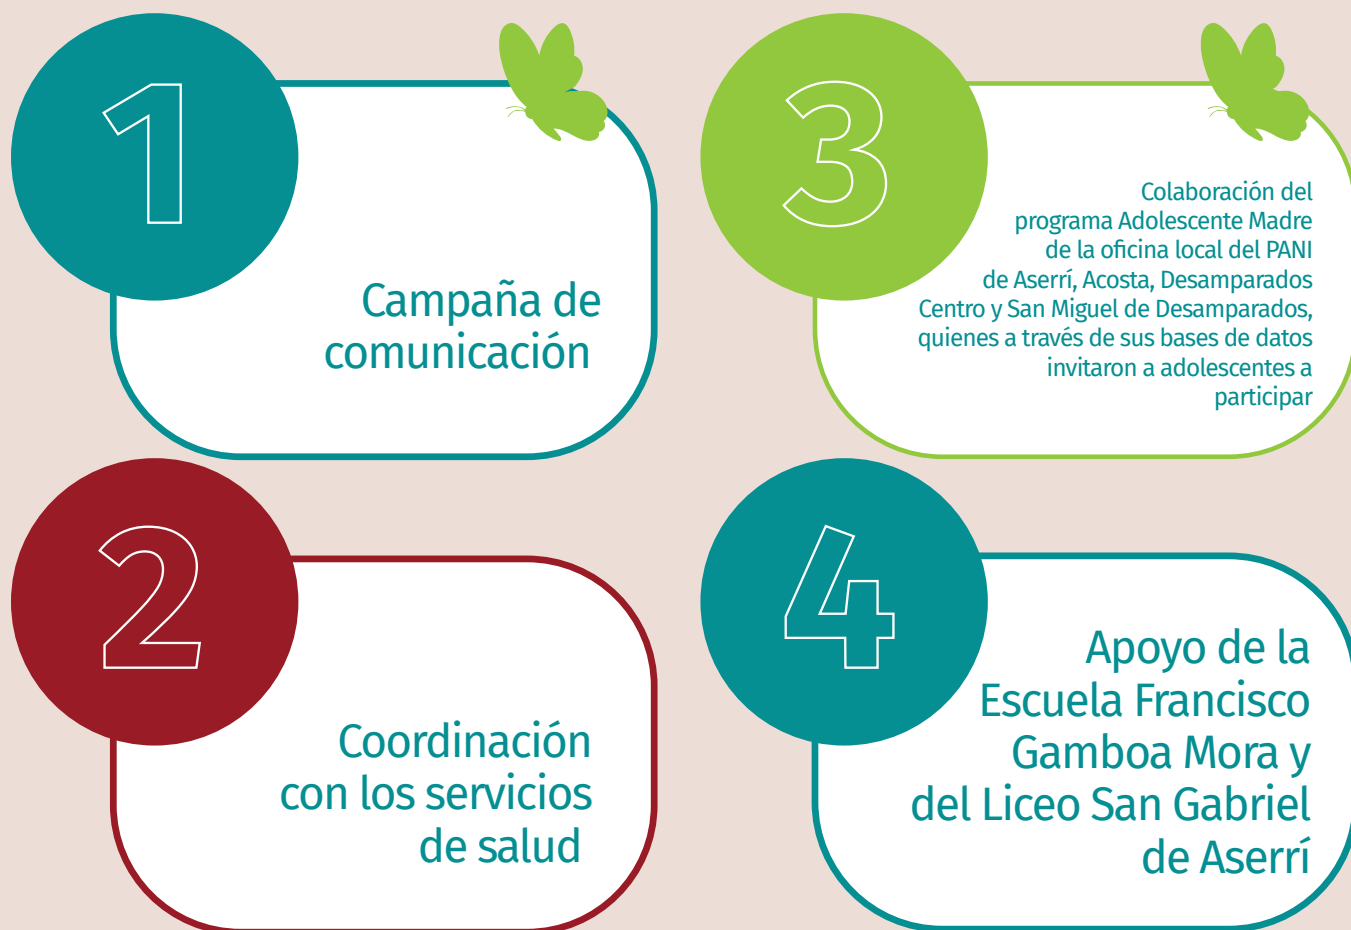 1
Campaña de
comunicación
2
Coordinación
con los servicios
de salud
3
Colaboración del
programa Adolescente Madre
de la oficina local del PANI
de Aserrí, Acosta, Desamparados
Centro y San Miguel de Desamparados,
quienes a través de sus bases de datos
invitaron a adolescentes a
participar
4
Apoyo de la
Escuela Francisco
Gamboa Mora y
del Liceo San Gabriel
de Aserrí